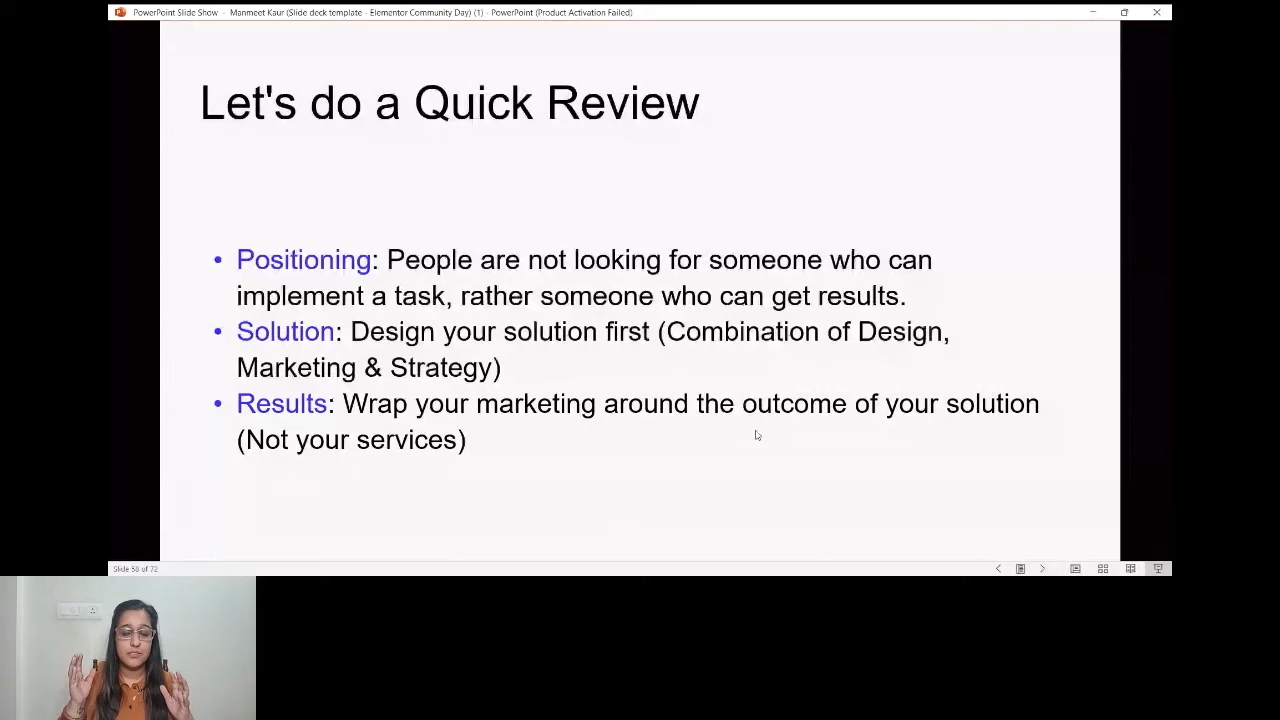 PowerPoint Slide Show - Manmeet Kaur (Slide deck template - Elementor Community Day) (1) - PowerPoint (Product Activation Failed)
Let's do a Quick Review
• Positioning: People are not looking for someone who can
implement a task, rather someone who can get results.
• Solution: Design your solution first (Combination of Design,
Marketing & Strategy)
• Results: Wrap your marketing around the outcome of your solution
(Not your services)
Slide 58 of 72